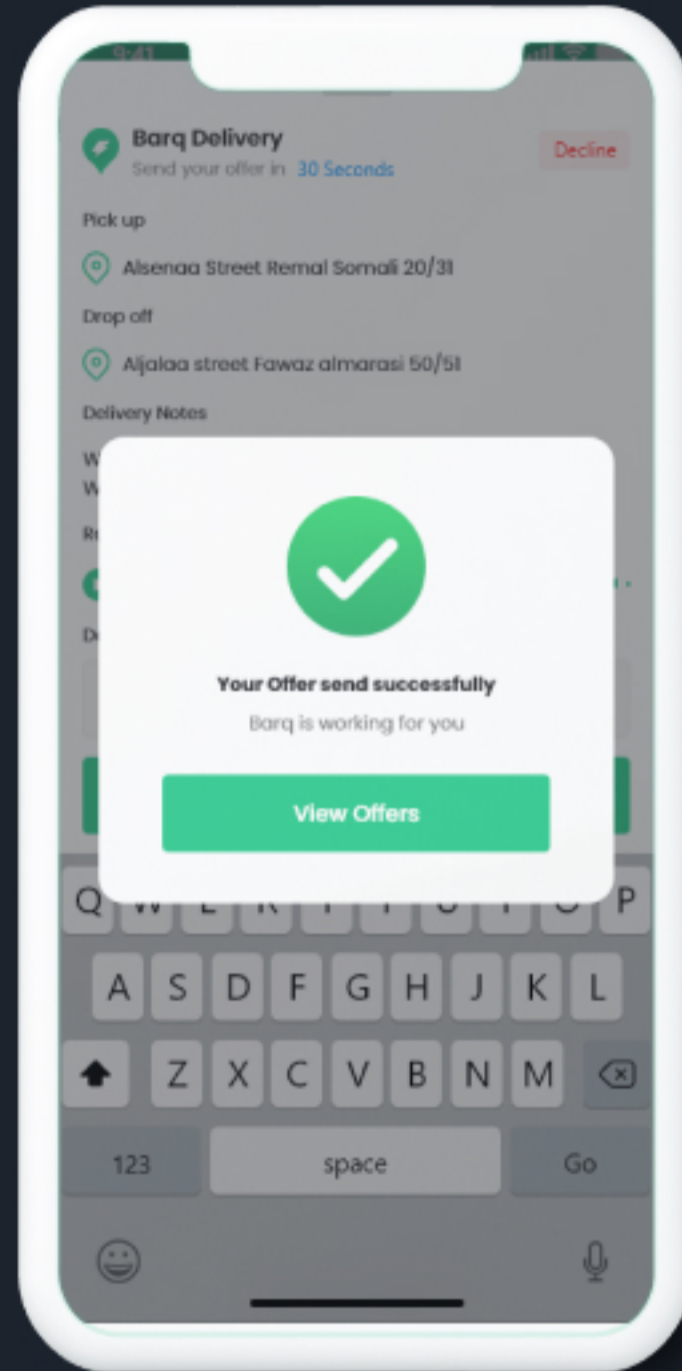 9:41
Barq Delivery
Send your offer in 30 Seconds
Decline
Pick up
Alsenaa Street Remal Somali 20/31
Drop off
Aljalaa street Fawaz almarasi 50/51
Delivery Notes
Your Offer send successfully
Barq is working for you
View Offers
Q W E R T Y U I O P
A S D F G H J K L
Z X C V B N M
123 space Go